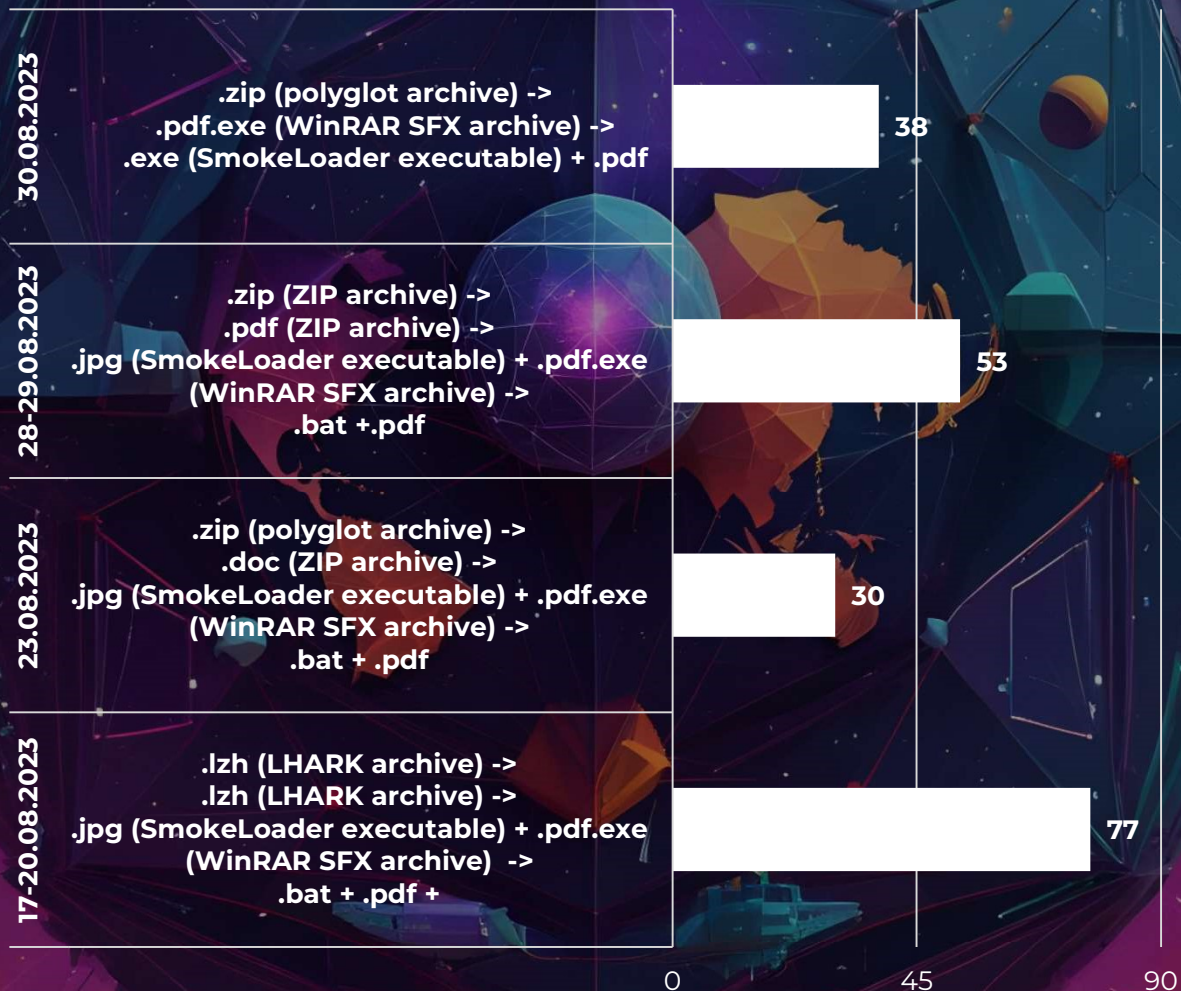 30.08.2023
.zip (polyglot archive) ->
.pdf.exe (WinRAR SFX archive) ->
.exe (SmokeLoader executable) + .pdf
38
28-29.08.2023
.zip (ZIP archive) ->
.pdf (ZIP archive) ->
.jpg (SmokeLoader executable) + .pdf.exe
(WinRAR SFX archive) ->
.bat +.pdf
53
23.08.2023
.zip (polyglot archive) ->
.doc (ZIP archive) ->
.jpg (SmokeLoader executable) + .pdf.exe
(WinRAR SFX archive) ->
.bat + .pdf
30
17-20.08.2023
.lzh (LHARK archive) ->
.lzh (LHARK archive) ->
.jpg (SmokeLoader executable) + .pdf.exe
(WinRAR SFX archive) ->
.bat + .pdf +
77
0 45 90